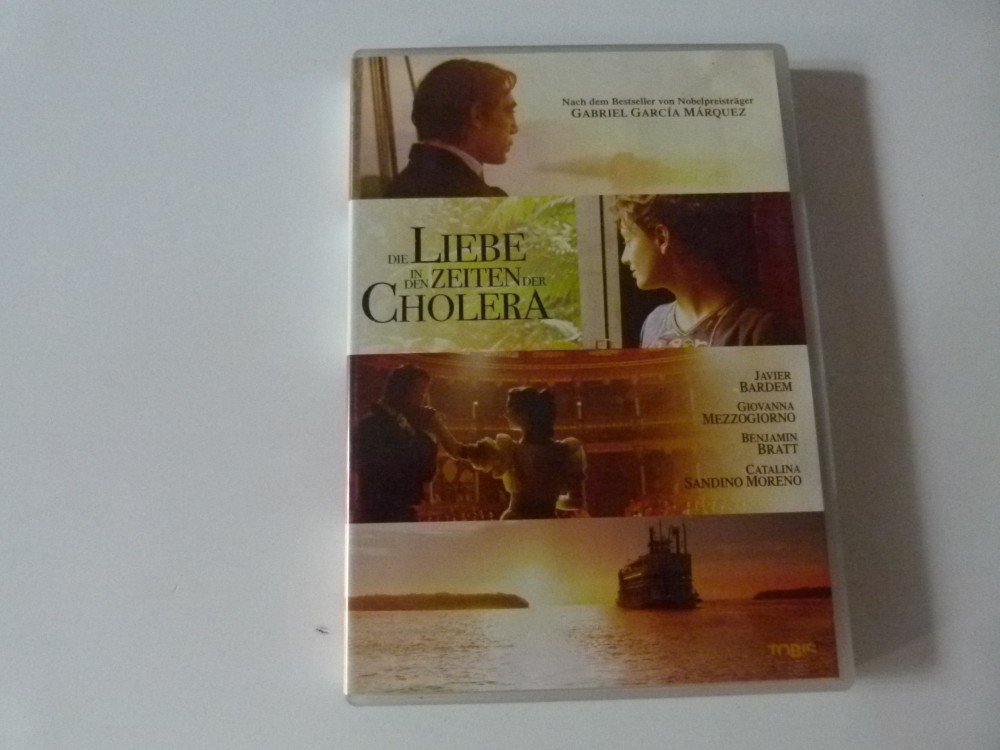 Nach dem Bestseller von Nobelpreisträger
GABRIEL GARCÍA MÁRQUEZ
DIE LIEBE
IN DEN ZEITEN DER
CHOLERA
JAVIER
BARDEM
GIOVANNA
MEZZOGIORNO
BENJAMIN
BRATT
CATALINA
SANDINO MORENO
TOBIS